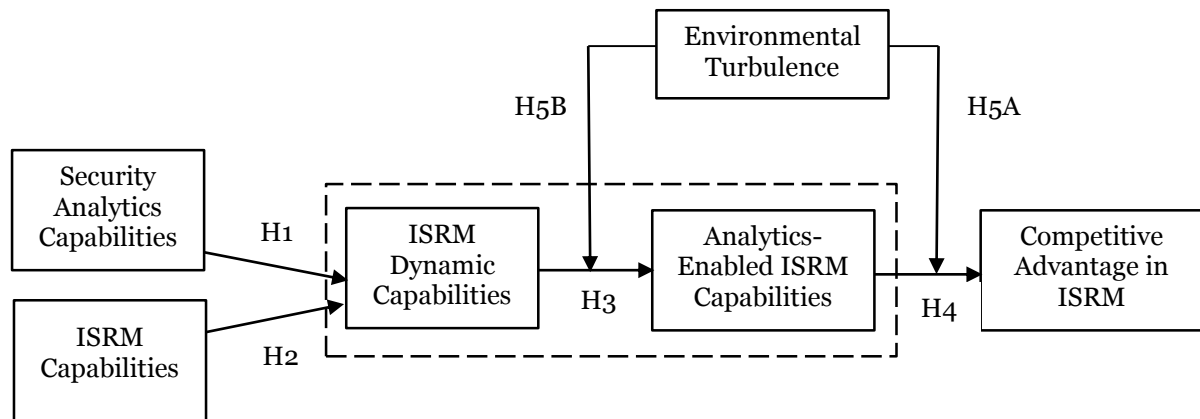 Environmental
Turbulence
H5B
H5A
Security
Analytics
Capabilities
H1
ISRM
Dynamic
Capabilities
H3
Analytics-
Enabled ISRM
Capabilities
H4
Competitive
Advantage in
ISRM
ISRM
Capabilities
H2